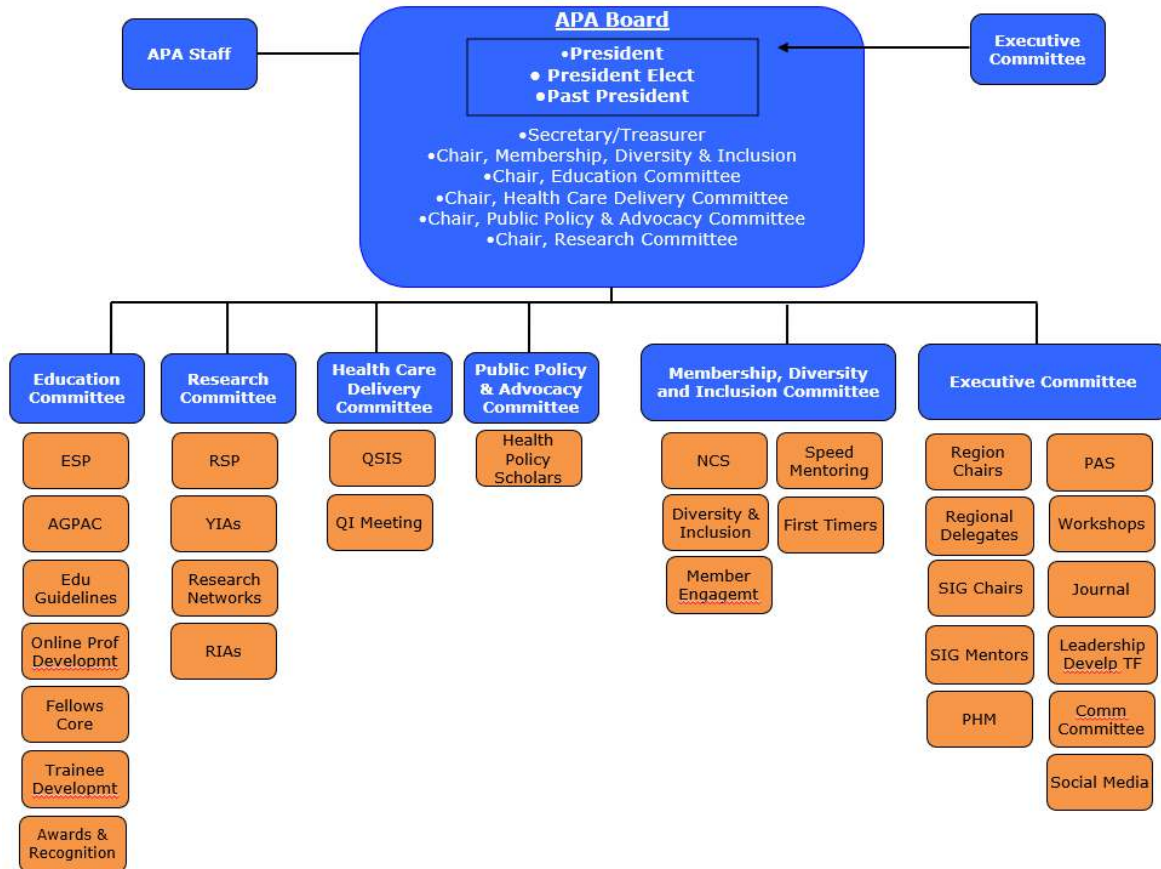 APA Board
APA Staff
•President
• President Elect
•Past President
Executive
Committee
•Secretary/Treasurer
•Chair, Membership, Diversity & Inclusion
•Chair, Education Committee
•Chair, Health Care Delivery Committee
•Chair, Public Policy & Advocacy Committee
•Chair, Research Committee
Education
Committee
ESP
AGPAC
Edu
Guidelines
Online Prof
Developmt
Fellows
Core
Trainee
Developmt
Awards &
Recognition
Research
Committee
RSP
YIAs
Research
Networks
RIAs
Health Care
Delivery
Committee
QSIS
QI Meeting
Public Policy
& Advocacy
Committee
Health
Policy
Scholars
Membership, Diversity
and Inclusion Committee
NCS
Diversity &
Inclusion
Member
Engagemt
Speed
Mentoring
First Timers
Executive Committee
Region
Chairs
Regional
Delegates
SIG Chairs
SIG Mentors
PHM
PAS
Workshops
Journal
Leadership
Develp TF
Comm
Committee
Social Media